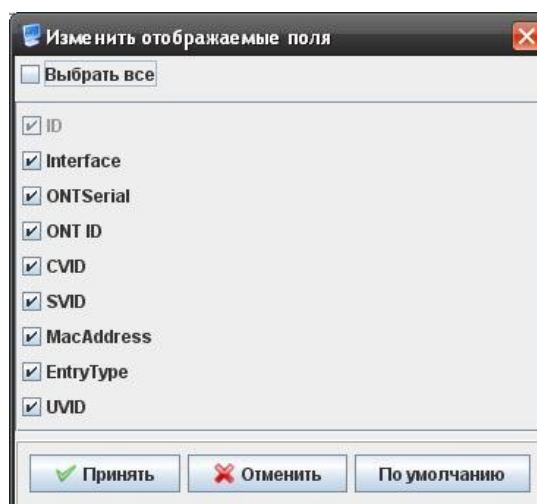 Изменить отображаемые поля
Выбрать все
ID
Interface
ONTSerial
ONT ID
CVID
SVID
MacAddress
EntryType
UVID
Принять Отменить По умолчанию